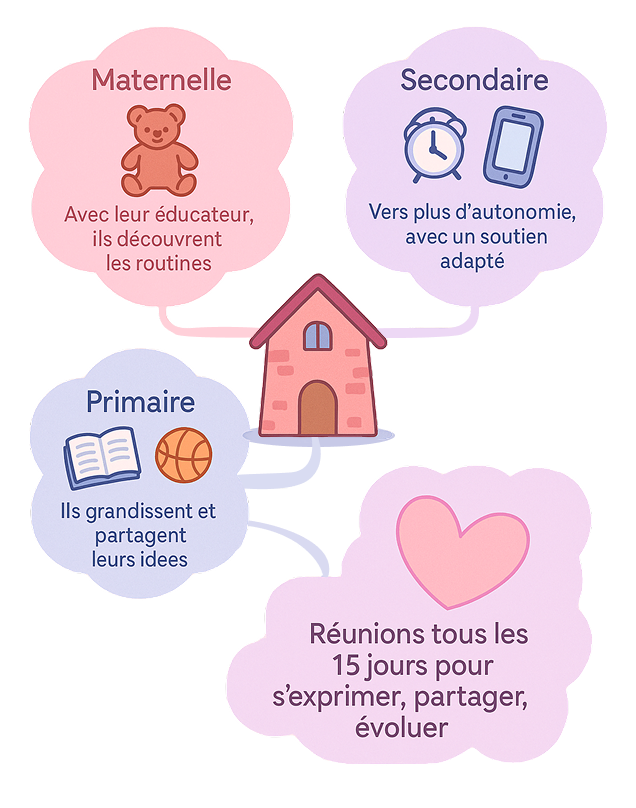 Maternelle
Avec leur éducateur,
ils découvrent
les routines
Secondaire
Vers plus d'autonomie,
avec un soutien
adapté
Primaire
Ils grandissent et
partagent
leurs idees
Réunions tous les
15 jours pour
s'exprimer, partager,
évoluer